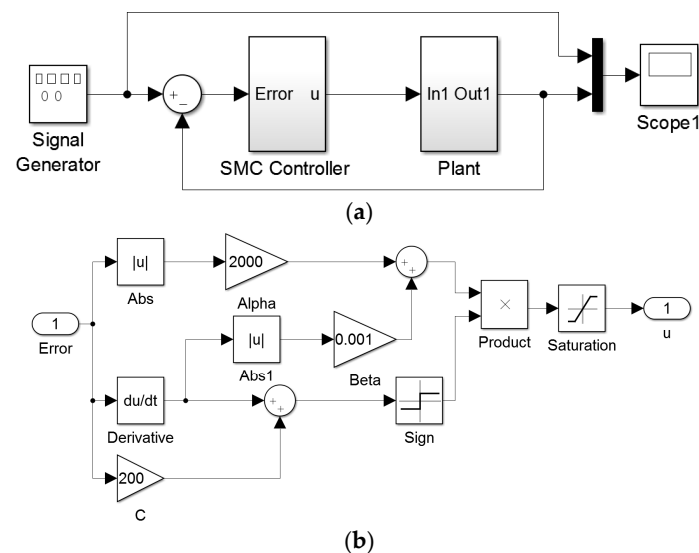 Signal
Generator
+
−
Error u
SMC Controller
In1 Out1
Plant
Scope1
(a)
|u|
Abs
2000
Alpha
+
+
×
Product
Saturation
1
u
1
Error
|u|
Abs1
0.001
Beta
du/dt
Derivative
+
+
Sign
200
C
(b)